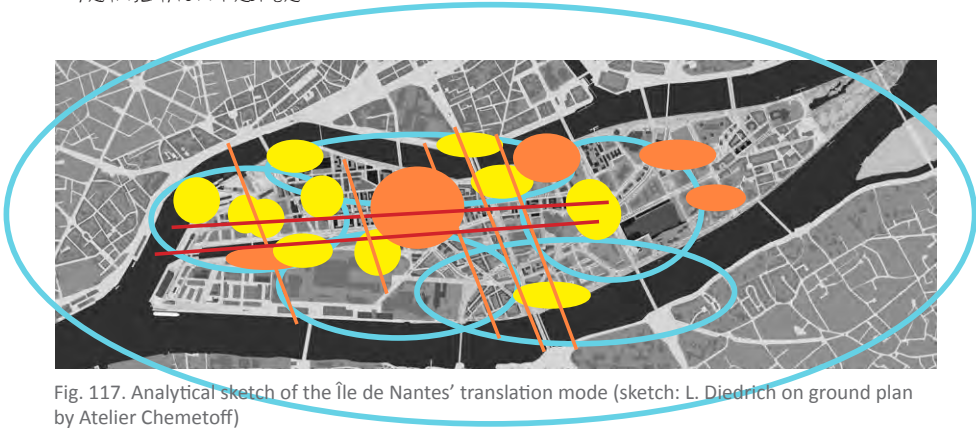 Fig. 117. Analytical sketch of the Île de Nantes’ translation mode (sketch: L. Diedrich on ground plan
by Atelier Chemetoff)